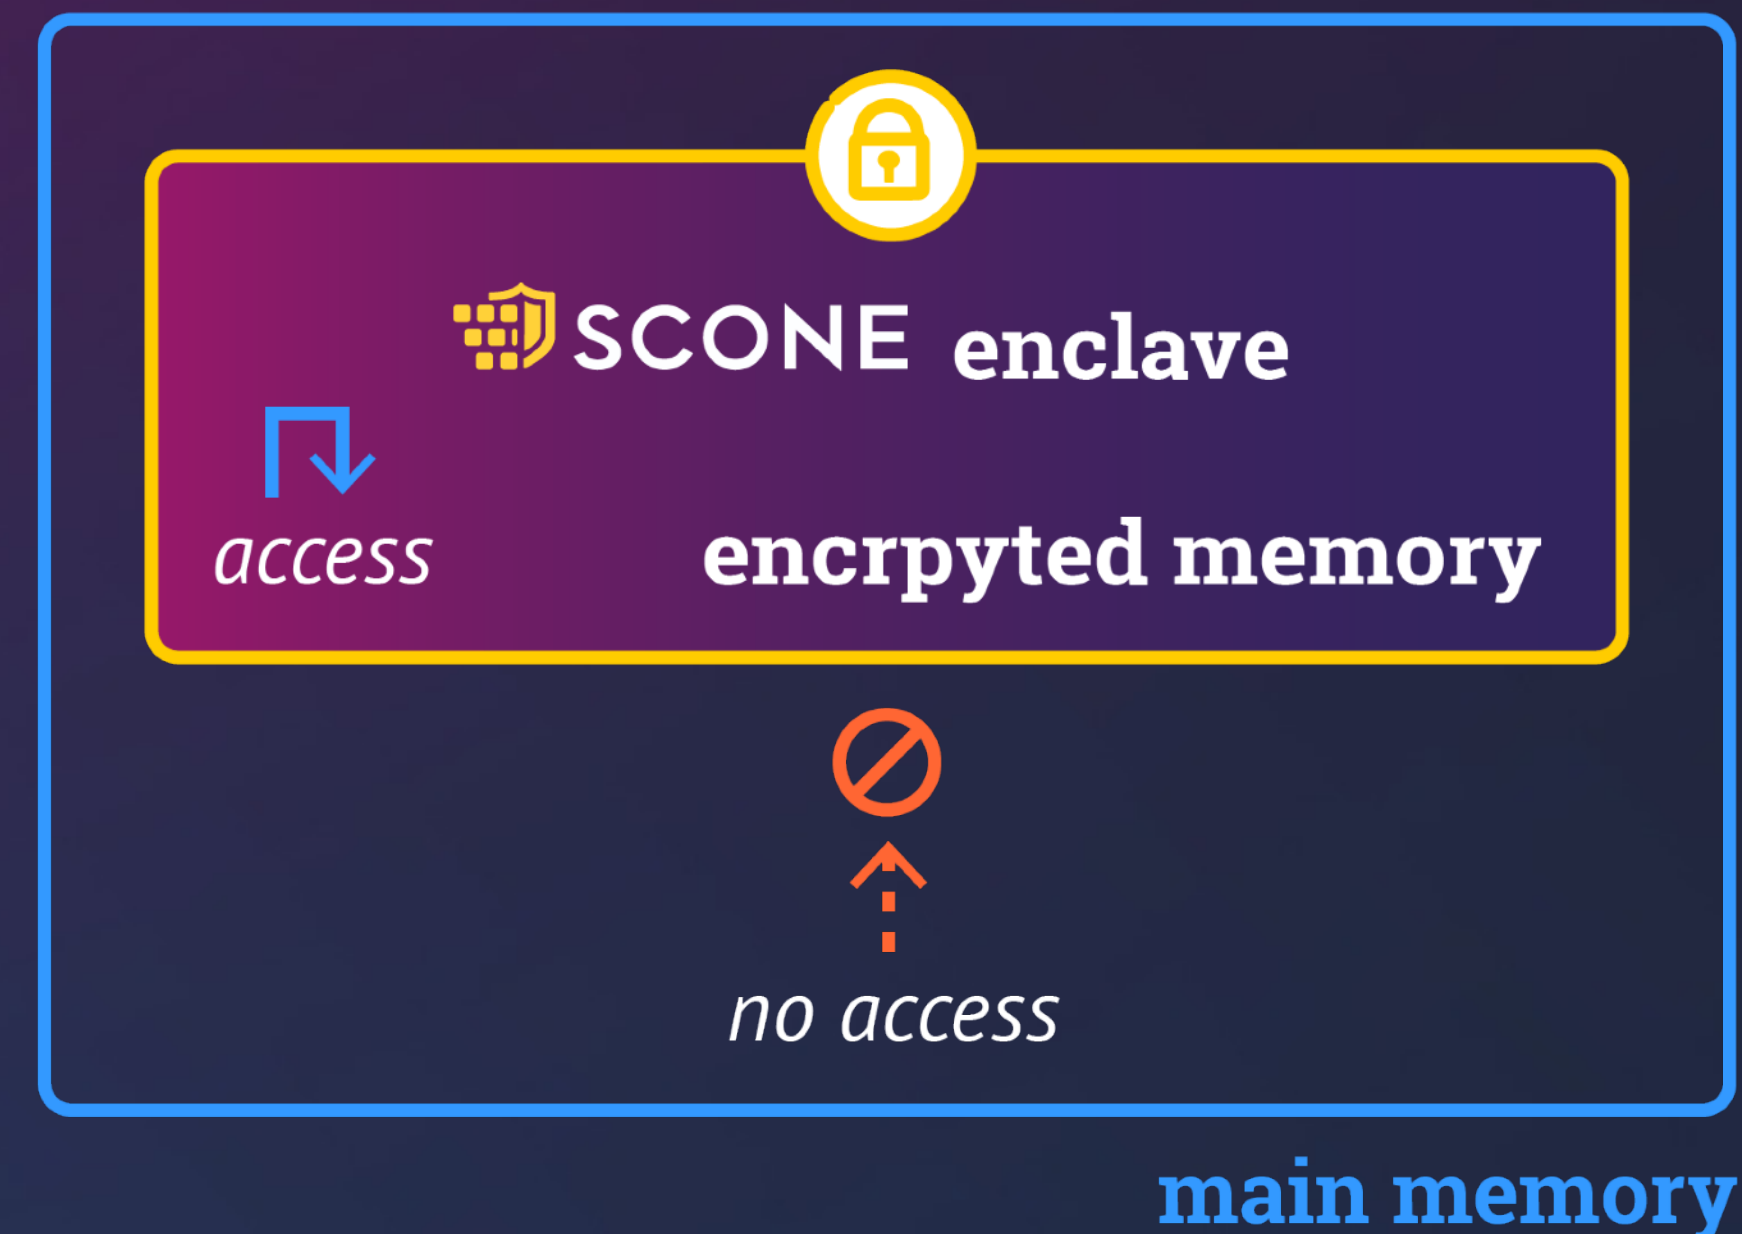 SCONE enclave
access
encrpyted memory
no access
main memory